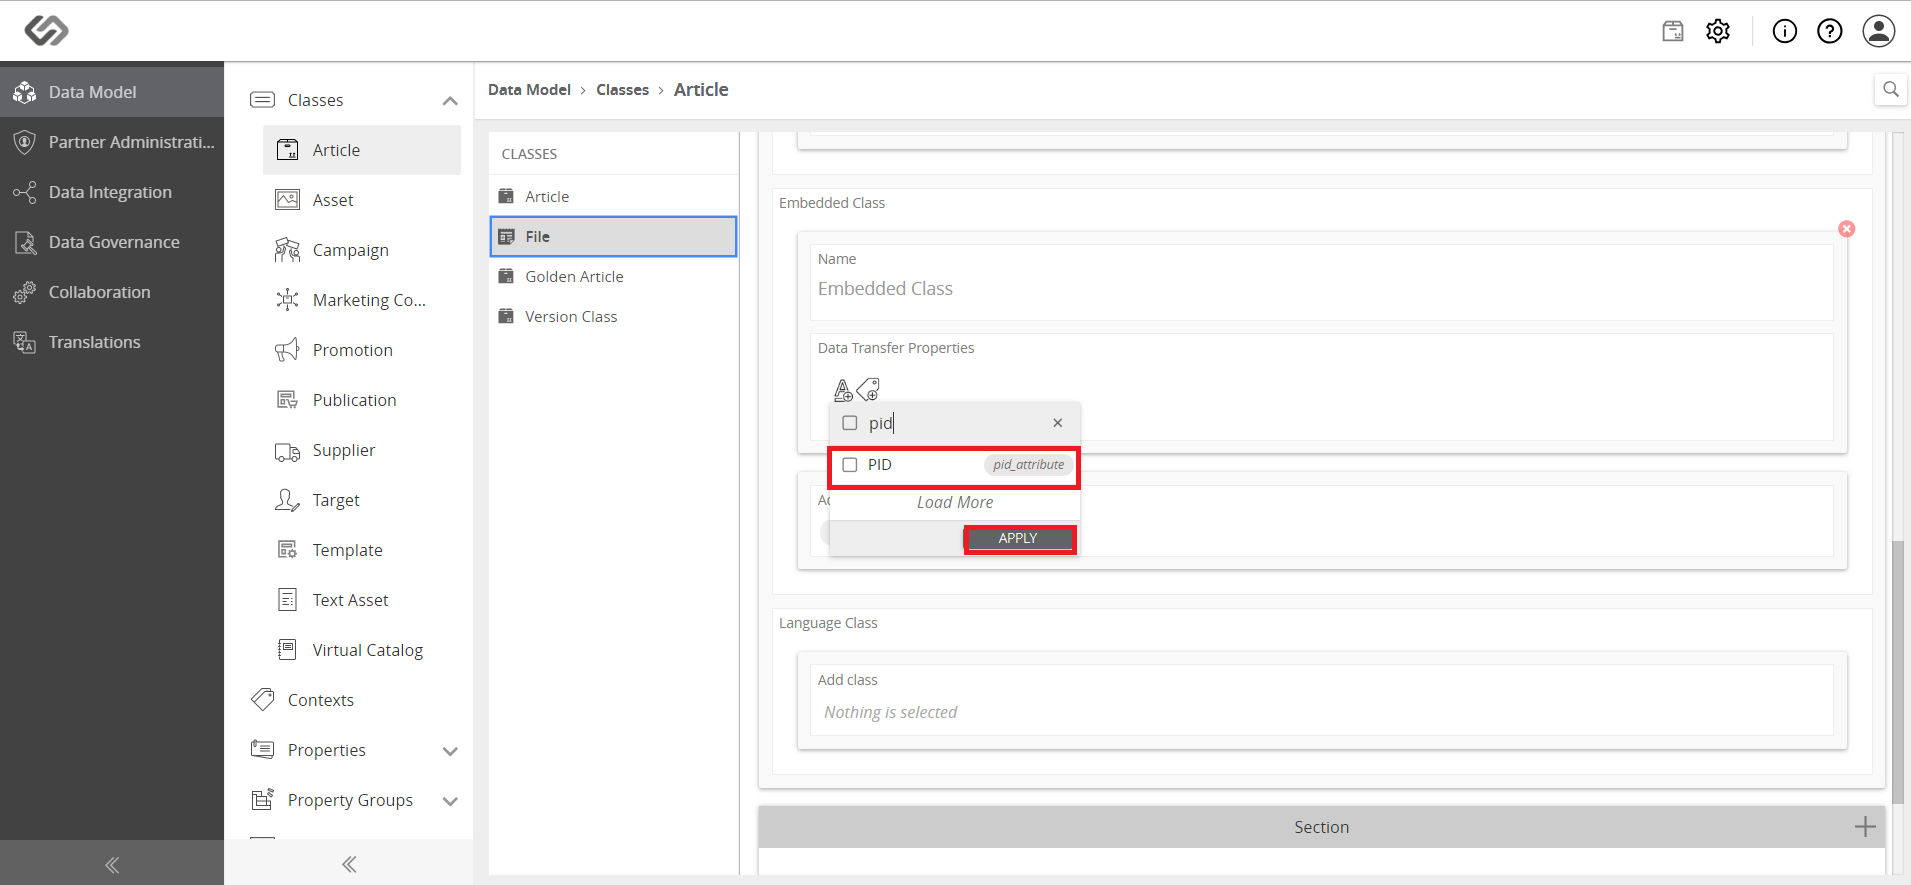 Data Model
Partner Administrati...
Data Integration
Data Governance
Collaboration
Translations
Classes
Article
Asset
Campaign
Marketing Co...
Promotion
Publication
Supplier
Target
Template
Text Asset
Virtual Catalog
Contexts
Properties
Property Groups
Data Model > Classes > Article
CLASSES
Article
File
Golden Article
Version Class
Embedded Class
Name
Embedded Class
Data Transfer Properties
pid
PID pid_attribute
Load More
APPLY
Language Class
Add class
Nothing is selected
Section